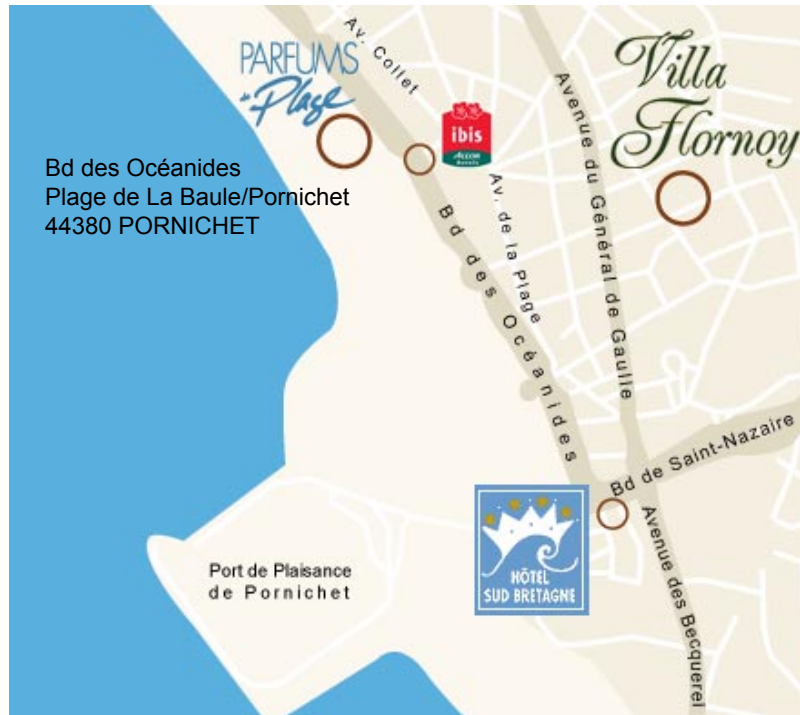 Av. Collet
PARFUMS
de Plage
Villa
Flornoy
ibis
ACCOR
hotels
Avenue du Général de Gaulle
Bd des Océanides
Plage de La Baule/Pornichet
44380 PORNICHET
Av. de la Plage
Bd des Océanides
Bd de Saint-Nazaire
HÔTEL
SUD BRETAGNE
Avenue des Becquerel
Port de Plaisance
de Pornichet